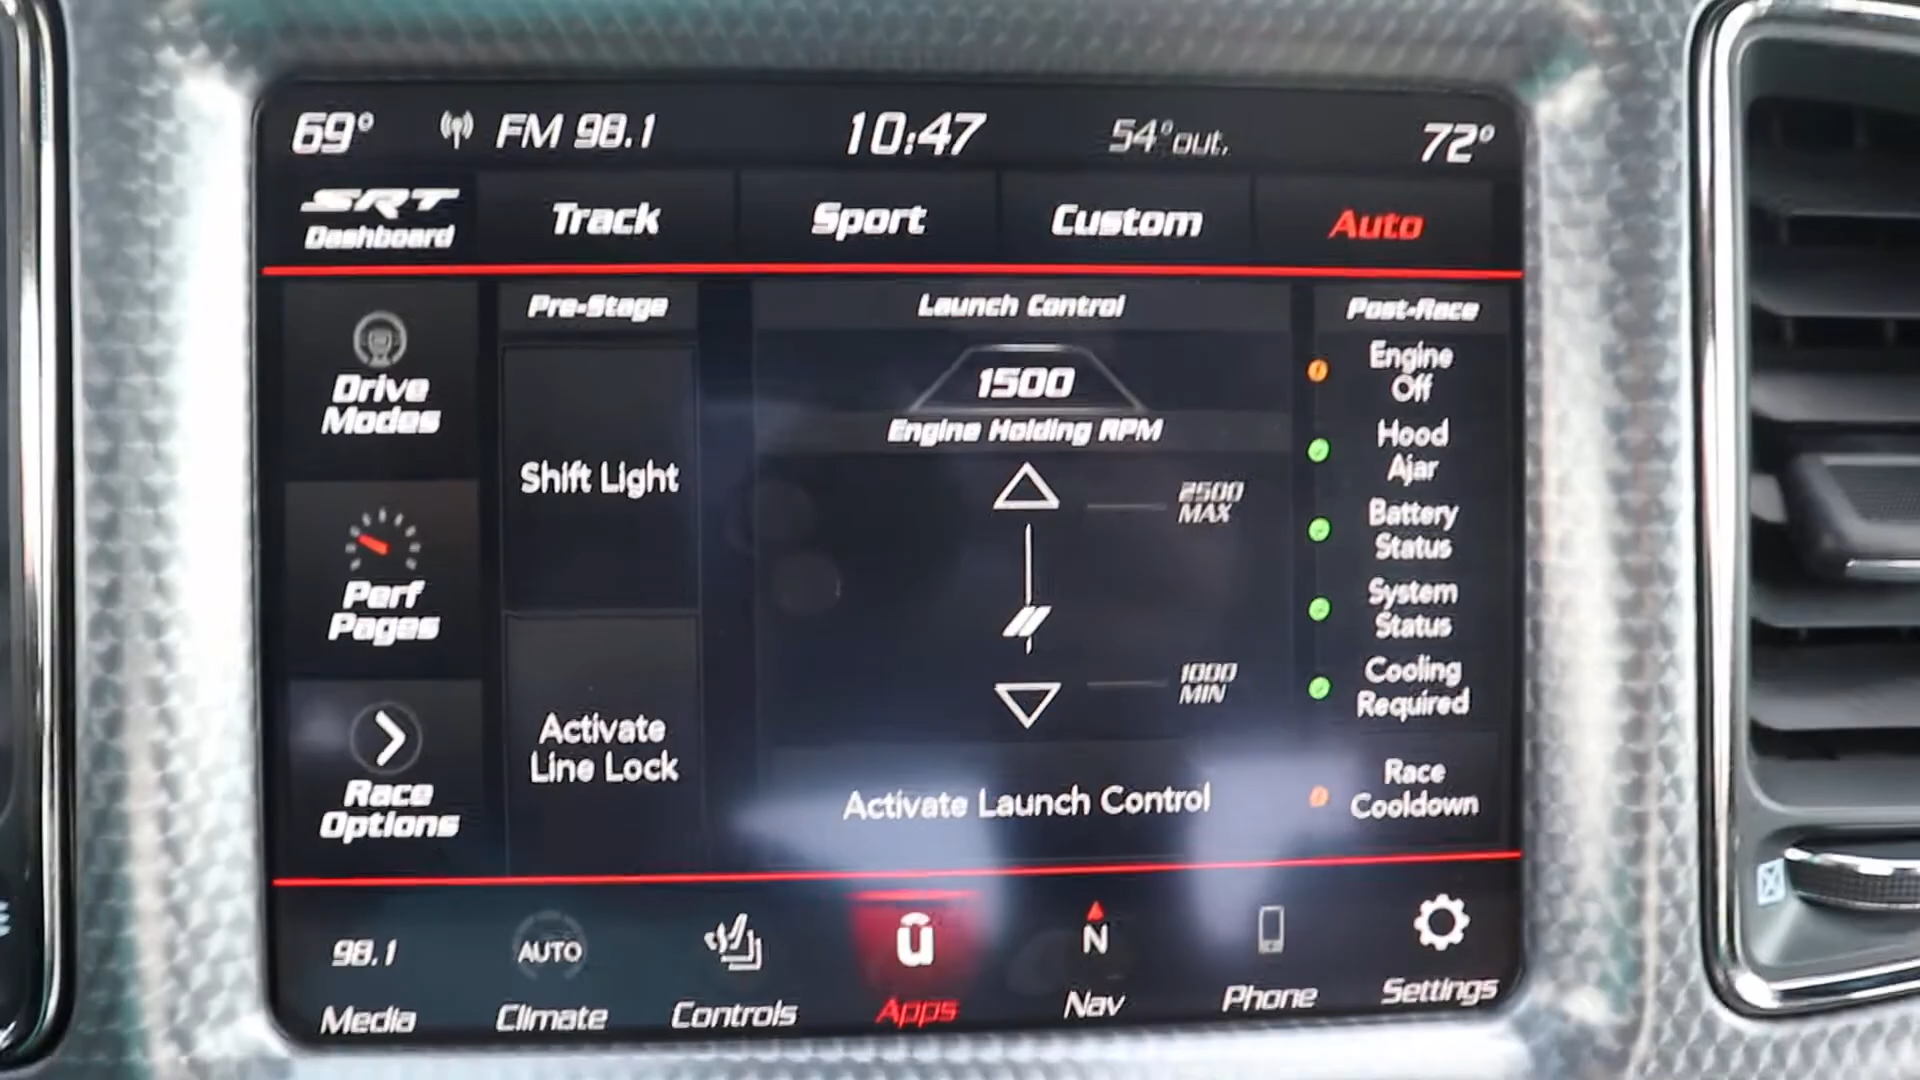 69° FM 98.1 10:47 54°out. 72°
SRT
Dashboard
Track
Sport
Custom
Auto
Drive
Modes
Perf
Pages
Race
Options
Pre-Stage
Shift Light
Activate
Line Lock
Launch Control
1500
Engine Holding RPM
2500
MAX
1000
MIN
Activate Launch Control
Post-Race
Engine
Off
Hood
Ajar
Battery
Status
System
Status
Cooling
Required
Race
Cooldown
98.1
Media
AUTO
Climate
Controls
ū
Apps
N
Nav
Phone
Settings